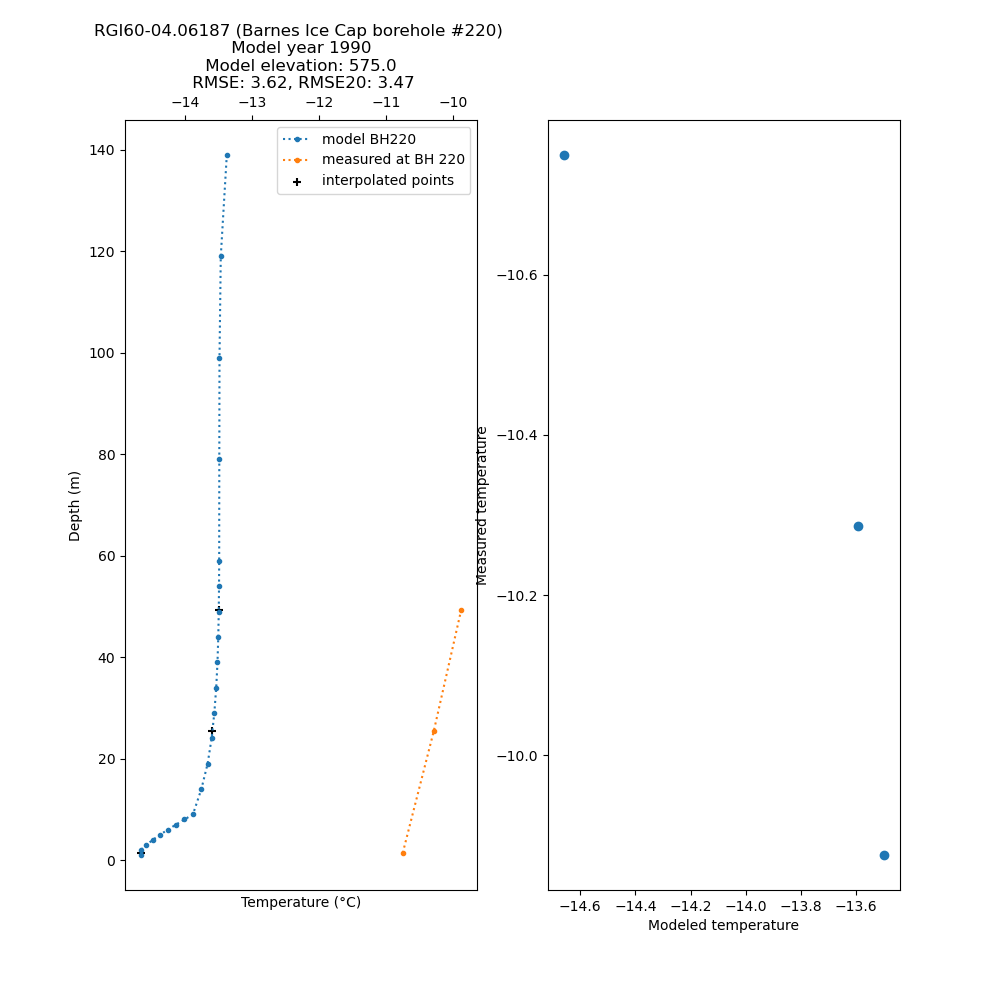 RGI60-04.06187 (Barnes Ice Cap borehole #220)
Model year 1990
Model elevation: 575.0
RMSE: 3.62, RMSE20: 3.47
−14 −13 −12 −11 −10
model BH220
measured at BH 220
interpolated points
140
120
100
80
60
40
20
0
Depth (m)
Temperature (°C)
−10.6
−10.4
−10.2
−10.0
Measured temperature
−14.6 −14.4 −14.2 −14.0 −13.8 −13.6
Modeled temperature